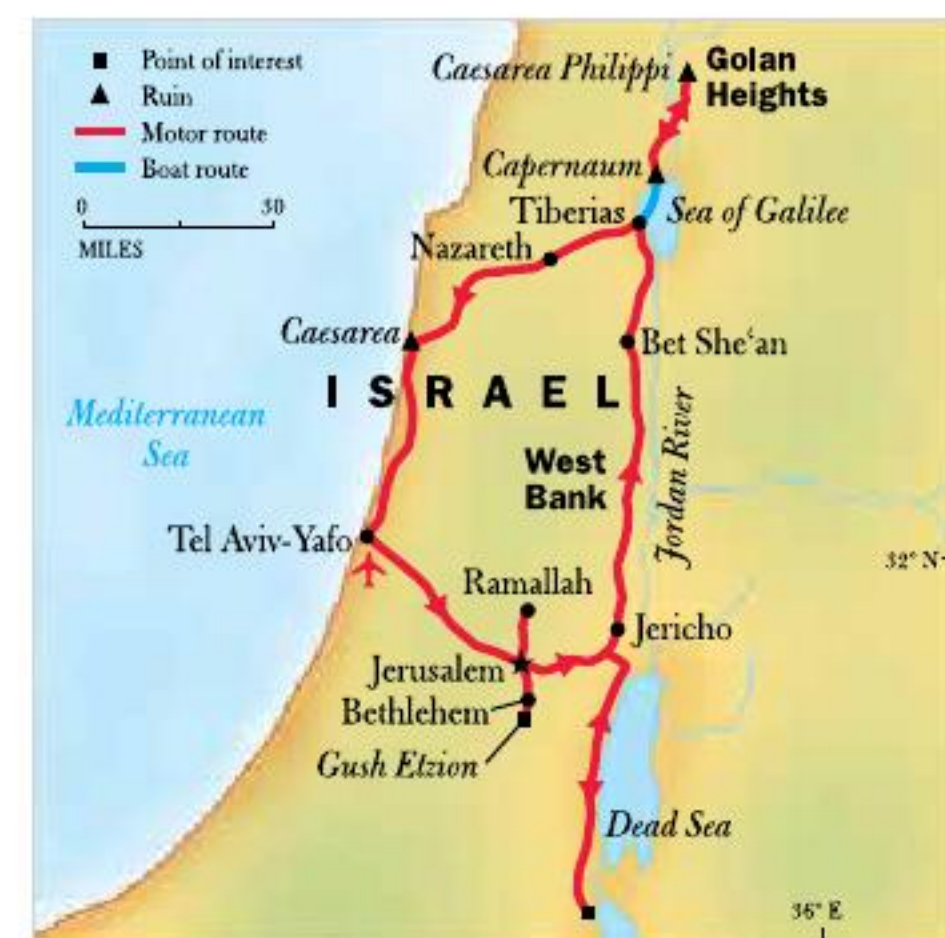 Point of interest
Ruin
Motor route
Boat route
0 30
MILES
Caesarea Philippi
Golan
Heights
Capernaum
Tiberias
Sea of Galilee
Nazareth
Caesarea
Bet She‘an
ISRAEL
Mediterranean
Sea
West
Bank
Jordan River
Tel Aviv-Yafo
32° N
Ramallah
Jericho
Jerusalem
Bethlehem
Gush Etzion
Dead Sea
36° E